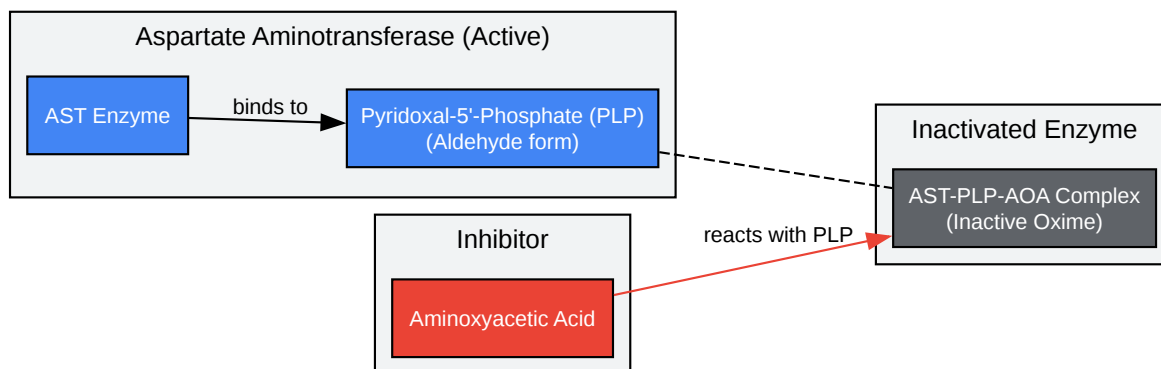 Aspartate Aminotransferase (Active)
AST Enzyme
binds to
Pyridoxal-5'-Phosphate (PLP)
(Aldehyde form)
Inhibitor
Aminoxyacetic Acid
reacts with PLP
Inactivated Enzyme
AST-PLP-AOA Complex
(Inactive Oxime)